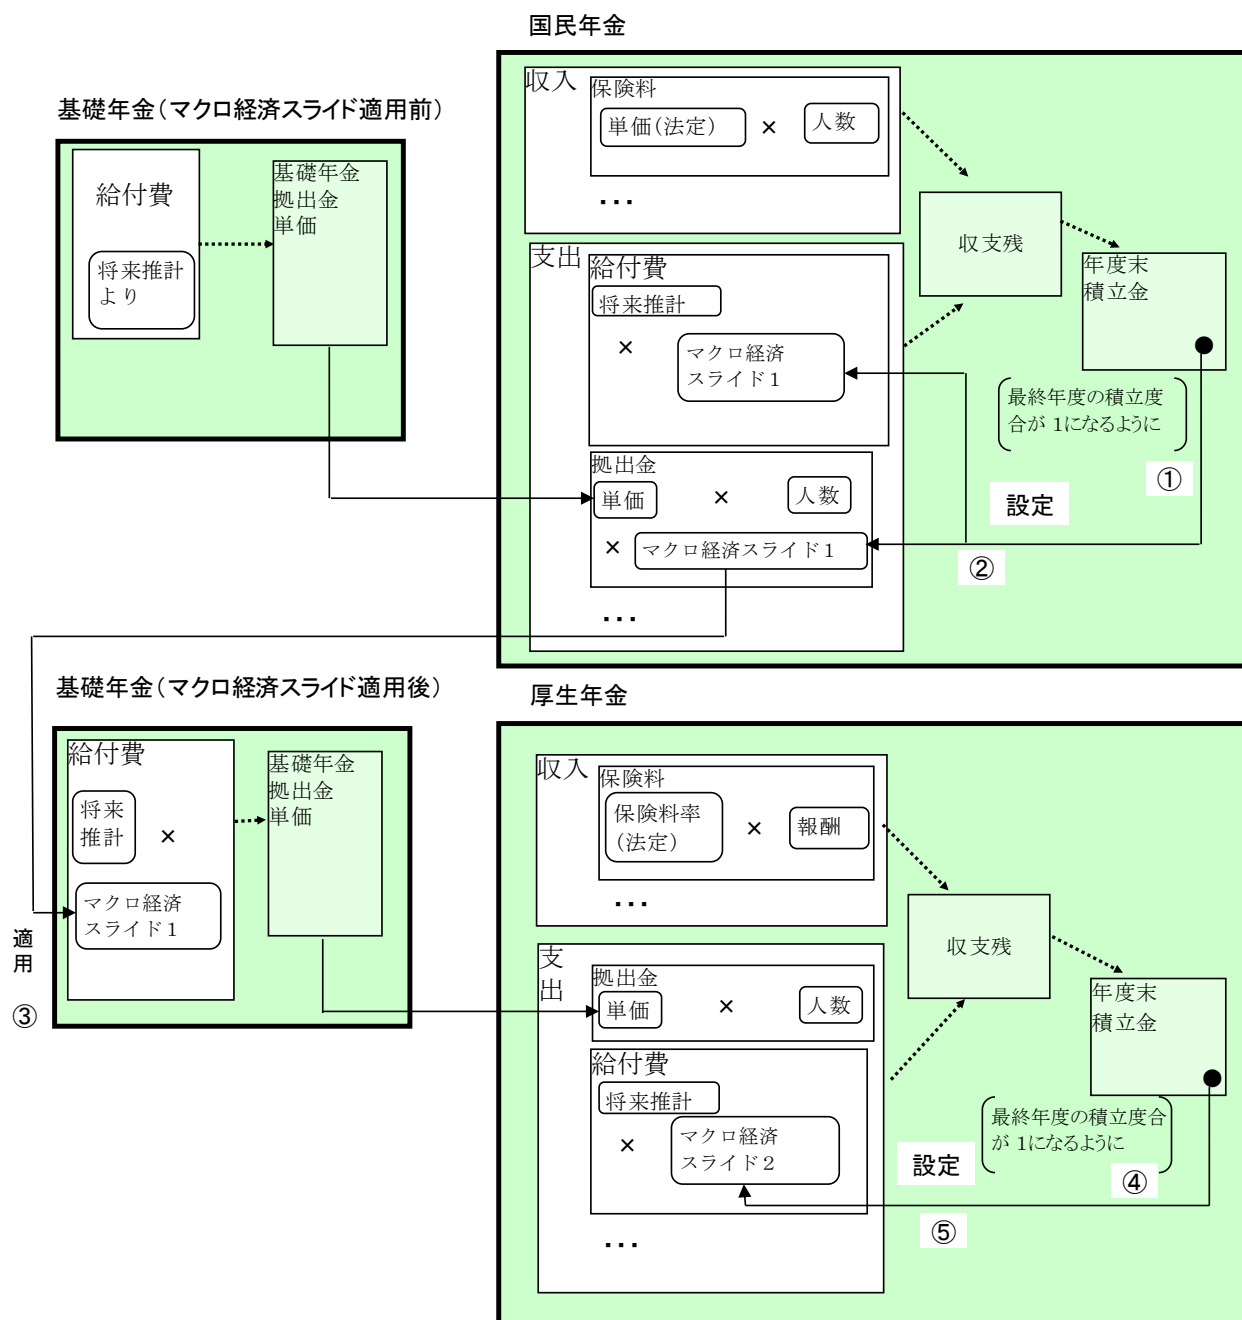 国民年金
収入
保険料
単価（法定）
×
人数
･･･
支出
給付費
将来推計
×
マクロ経済
スライド１
拠出金
単価
×
人数
×
マクロ経済スライド１
･･･
収支残
年度末
積立金
最終年度の積立度
合が 1になるように
①
設定
②
基礎年金（マクロ経済スライド適用前）
給付費
将来推計
より
基礎年金
拠出金
単価
基礎年金（マクロ経済スライド適用後）
給付費
将来
推計
×
マクロ経済
スライド１
基礎年金
拠出金
単価
適
用
③
厚生年金
収入
保険料
保険料率
（法定）
×
報酬
･･･
支
出
拠出金
単価
×
人数
給付費
将来推計
×
マクロ経済
スライド２
･･･
収支残
年度末
積立金
最終年度の積立度合
が 1になるように
④
設定
⑤